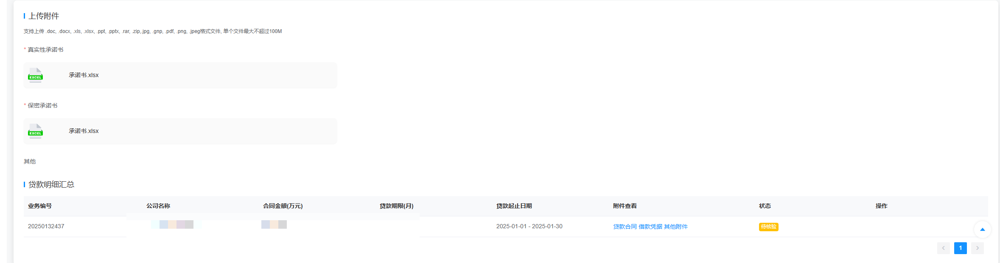 上传附件
支持上传 .doc, .docx, .xls, .xlsx, .ppt, .pptx, .rar, .zip,.jpg, .gnp, .pdf, .png, .jpeg格式文件, 单个文件最大不超过100M
* 真实性承诺书
EXCEL 承诺书.xlsx
* 保密承诺书
EXCEL 承诺书.xlsx
其他
贷款明细汇总
业务编号 公司名称 合同金额(万元) 贷款期限(月) 贷款起止日期 附件查看 状态 操作
20250132437 2025-01-01 - 2025-01-30 贷款合同 借款凭据 其他附件 待核验
1